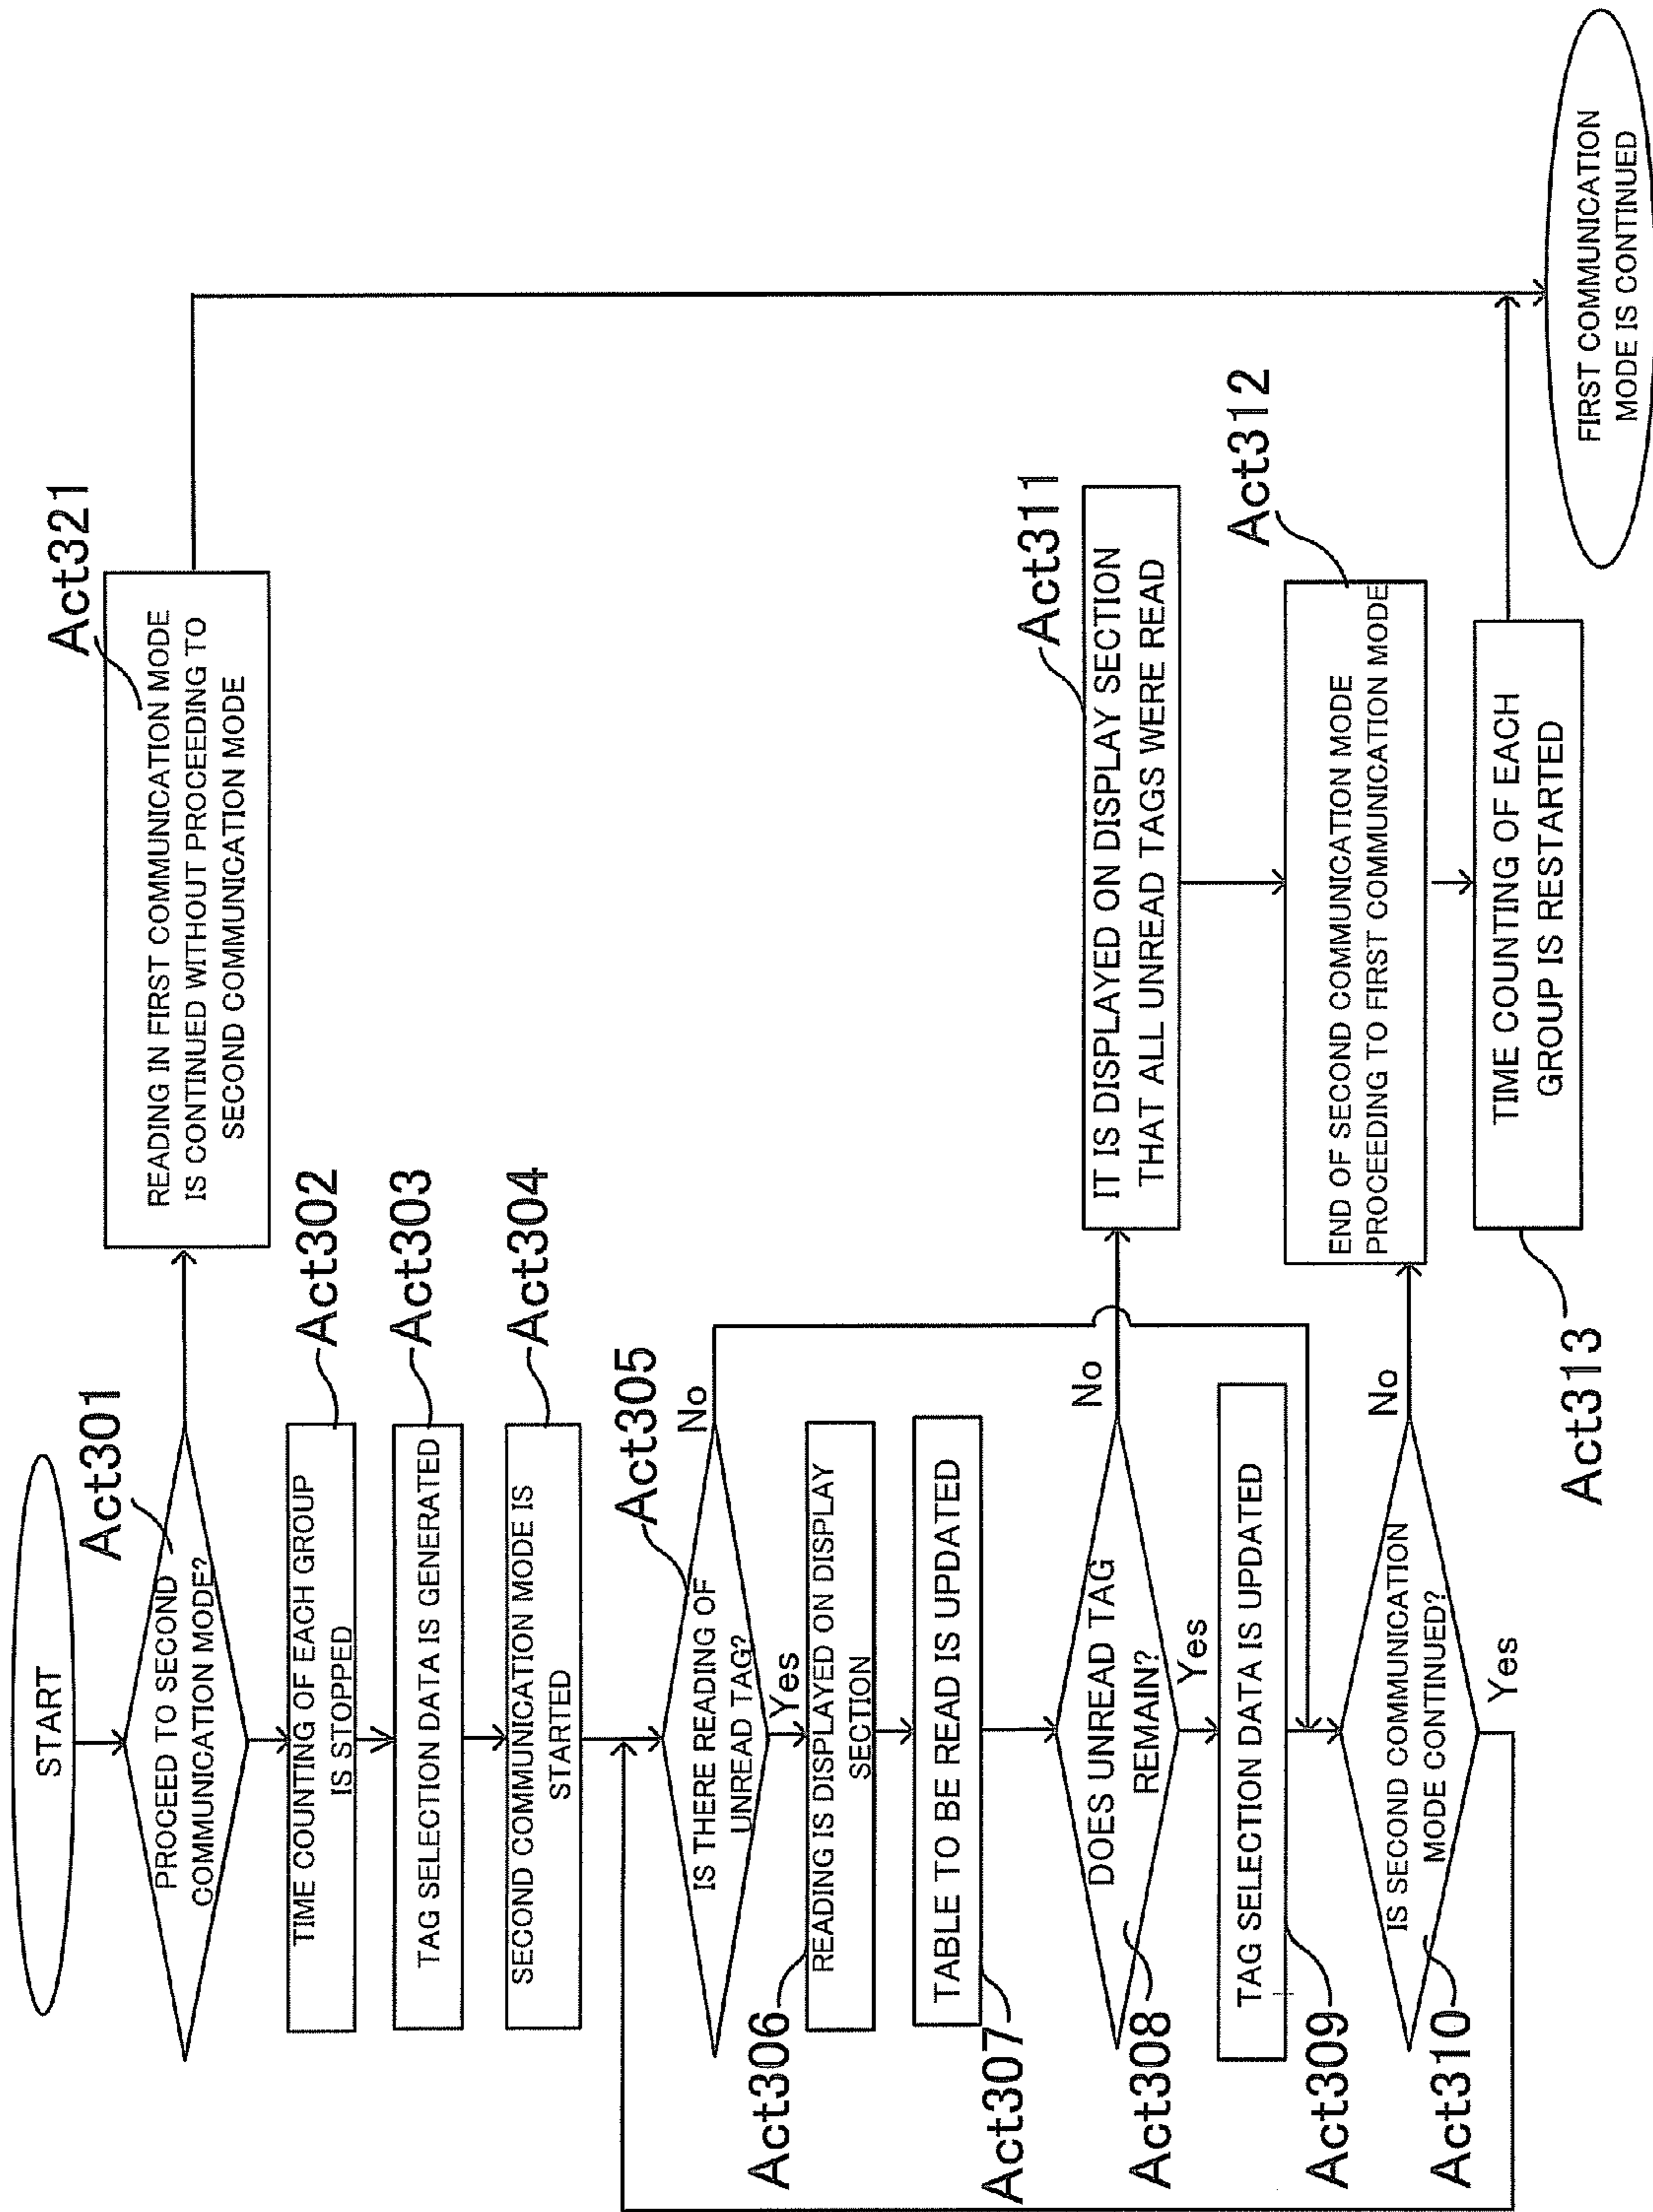 START
Act301
PROCEED TO SECOND
COMMUNICATION MODE?
Act321
READING IN FIRST COMMUNICATION MODE
IS CONTINUED WITHOUT PROCEEDING TO
SECOND COMMUNICATION MODE
Act302
TIME COUNTING OF EACH GROUP
IS STOPPED
Act303
TAG SELECTION DATA IS GENERATED
Act304
SECOND COMMUNICATION MODE IS
STARTED
Act305
IS THERE READING OF
UNREAD TAG?
No
Yes
Act306
READING IS DISPLAYED ON DISPLAY
SECTION
Act307
TABLE TO BE READ IS UPDATED
Act308
DOES UNREAD TAG
REMAIN?
No
Yes
Act311
IT IS DISPLAYED ON DISPLAY SECTION
THAT ALL UNREAD TAGS WERE READ
Act309
TAG SELECTION DATA IS UPDATED
Act312
END OF SECOND COMMUNICATION MODE
PROCEEDING TO FIRST COMMUNICATION MODE
Act310
IS SECOND COMMUNICATION
MODE CONTINUED?
No
Yes
Act313
TIME COUNTING OF EACH
GROUP IS RESTARTED
FIRST COMMUNICATION
MODE IS CONTINUED